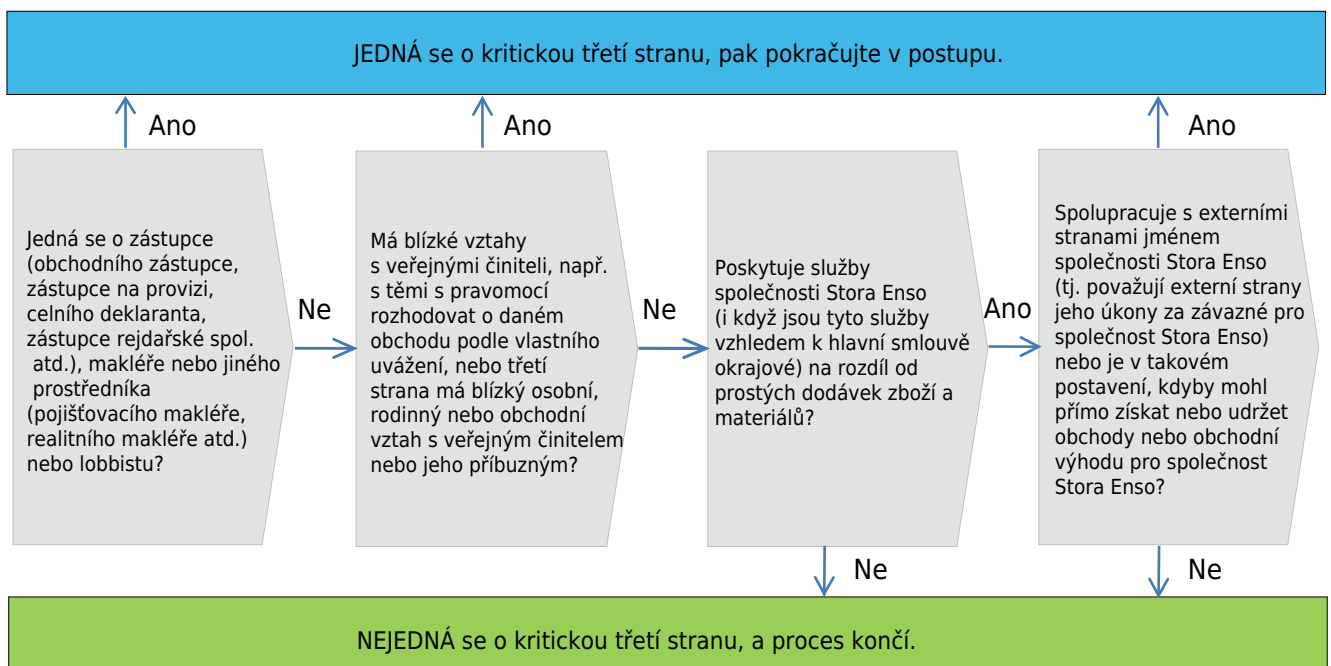 JEDNÁ se o kritickou třetí stranu, pak pokračujte v postupu.
Ano
Ano
Ano
Jedná se o zástupce
(obchodního zástupce,
zástupce na provizi,
celního deklaranta,
zástupce rejdařské spol.
atd.), makléře nebo jiného
prostředníka
(pojišťovacího makléře,
realitního makléře atd.)
nebo lobbistu?
Ne
Má blízké vztahy
s veřejnými činiteli, např.
s těmi s pravomocí
rozhodovat o daném
obchodu podle vlastního
uvážení, nebo třetí
strana má blízký osobní,
rodinný nebo obchodní
vztah s veřejným činitelem
nebo jeho příbuzným?
Ne
Poskytuje služby
společnosti Stora Enso
(i když jsou tyto služby
vzhledem k hlavní smlouvě
okrajové) na rozdíl od
prostých dodávek zboží a
materiálů?
Ano
Spolupracuje s externími
stranami jménem
společnosti Stora Enso
(tj. považují externí strany
jeho úkony za závazné pro
společnost Stora Enso)
nebo je v takovém
postavení, kdyby mohl
přímo získat nebo udržet
obchody nebo obchodní
výhodu pro společnost
Stora Enso?
Ne
Ne
NEJEDNÁ se o kritickou třetí stranu, a proces končí.